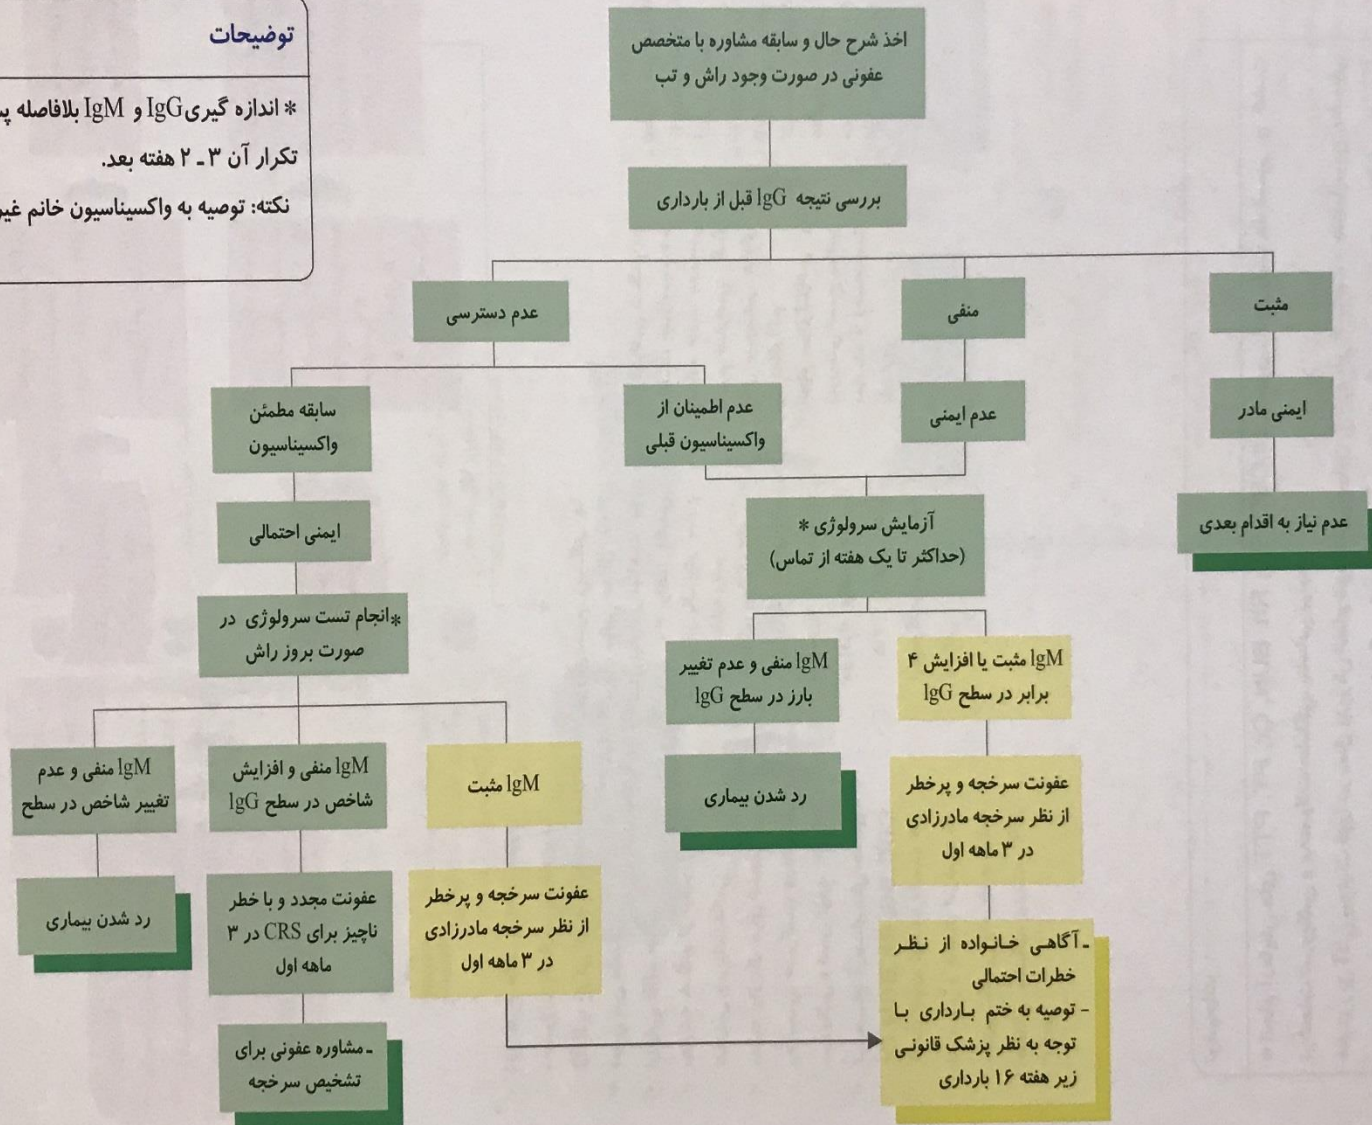 توضیحات
* اندازه گیری IgG و IgM بلافاصله
تکرار آن ۳ـ۲ هفته بعد.
نکته: توصیه به واکسیناسیون خانم
اخذ شرح حال و سابقه مشاوره با متخصص
عفونی در صورت وجود راش و تب
بررسی نتیجه IgG قبل از بارداری
مثبت
منفی
عدم دسترسی
ایمنی مادر
عدم ایمنی
عدم اطمینان از
واکسیناسیون قبلی
سابقه مطمئن
واکسیناسیون
عدم نیاز به اقدام بعدی
آزمایش سرولوژی *
(حداکثر تا یک هفته از تماس)
ایمنی احتمالی
*انجام تست سرولوژی در
صورت بروز راش
IgM مثبت یا افزایش ۴
برابر در سطح IgG
IgM منفی و عدم تغییر
بارز در سطح IgG
عفونت سرخجه و پرخطر
از نظر سرخجه مادرزادی
در ۳ ماهه اول
رد شدن بیماری
IgM مثبت
IgM منفی و افزایش
شاخص در سطح IgG
IgM منفی و عدم
تغییر شاخص در سطح
عفونت سرخجه و پرخطر
از نظر سرخجه مادرزادی
در ۳ ماهه اول
عفونت مجدد و با خطر
ناچیز برای CRS در ۳
ماهه اول
رد شدن بیماری
ـ آگاهی خانواده از نظر
خطرات احتمالی
- توصیه به ختم بارداری با
توجه به نظر پزشک قانونی
زیر هفته ۱۶ بارداری
ـ مشاوره عفونی برای
تشخیص سرخجه